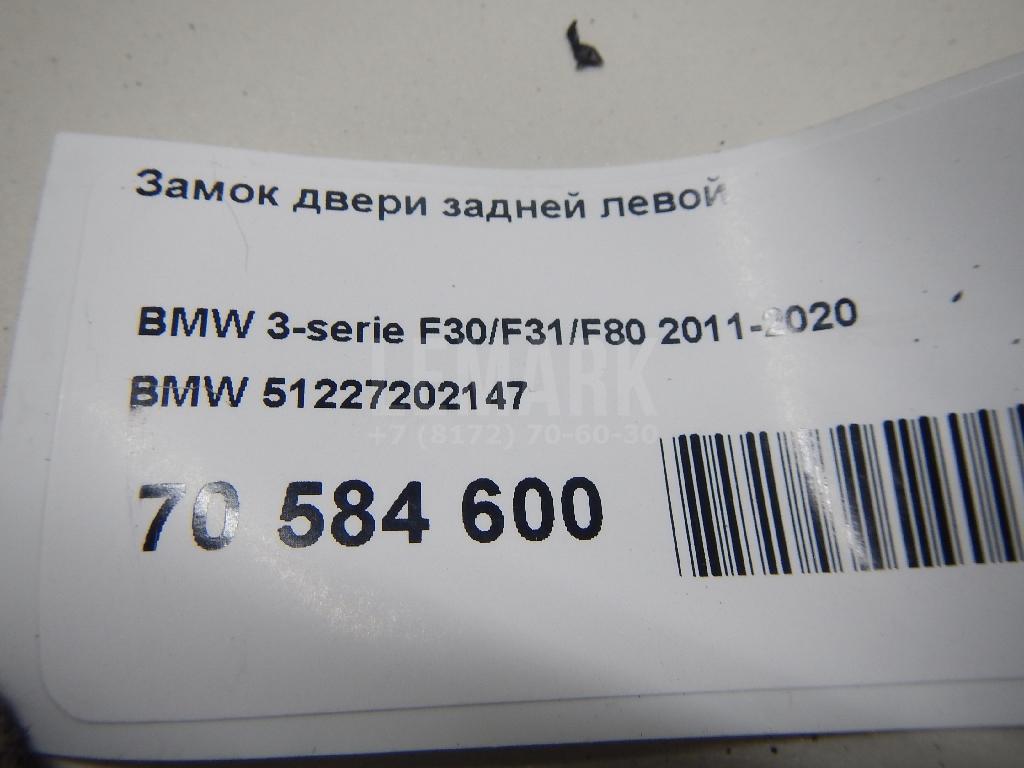 Замок двери задней левой
BMW 3-serie F30/F31/F80 2011-2020
LEMARK
BMW 51227202147
+7 (8172) 70-60-30
70 584 600